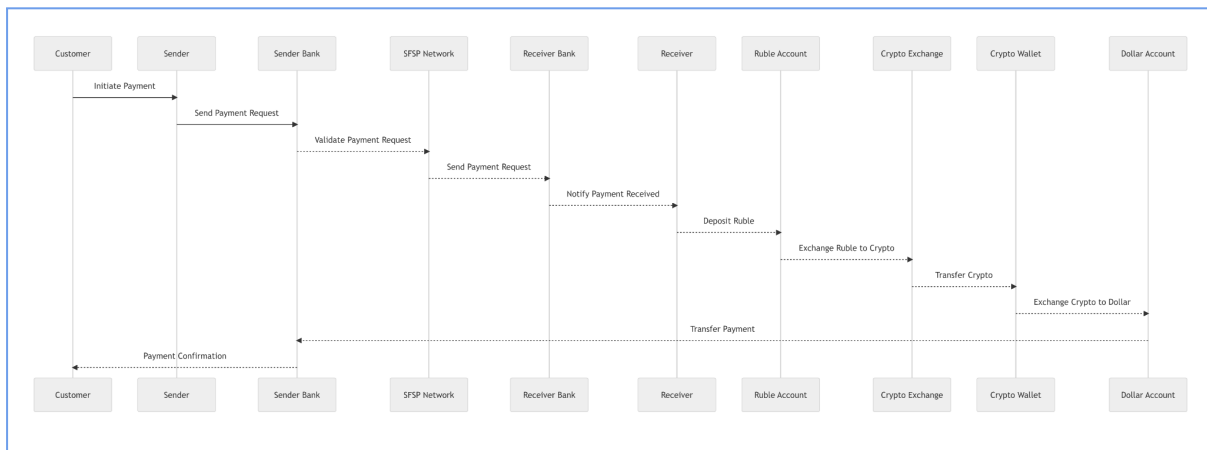 Customer Sender Sender Bank SFSP Network Receiver Bank Receiver Ruble Account Crypto Exchange Crypto Wallet Dollar Account
Initiate Payment
Send Payment Request
Validate Payment Request
Send Payment Request
Notify Payment Received
Deposit Ruble
Exchange Ruble to Crypto
Transfer Crypto
Exchange Crypto to Dollar
Transfer Payment
Payment Confirmation
Customer Sender Sender Bank SFSP Network Receiver Bank Receiver Ruble Account Crypto Exchange Crypto Wallet Dollar Account